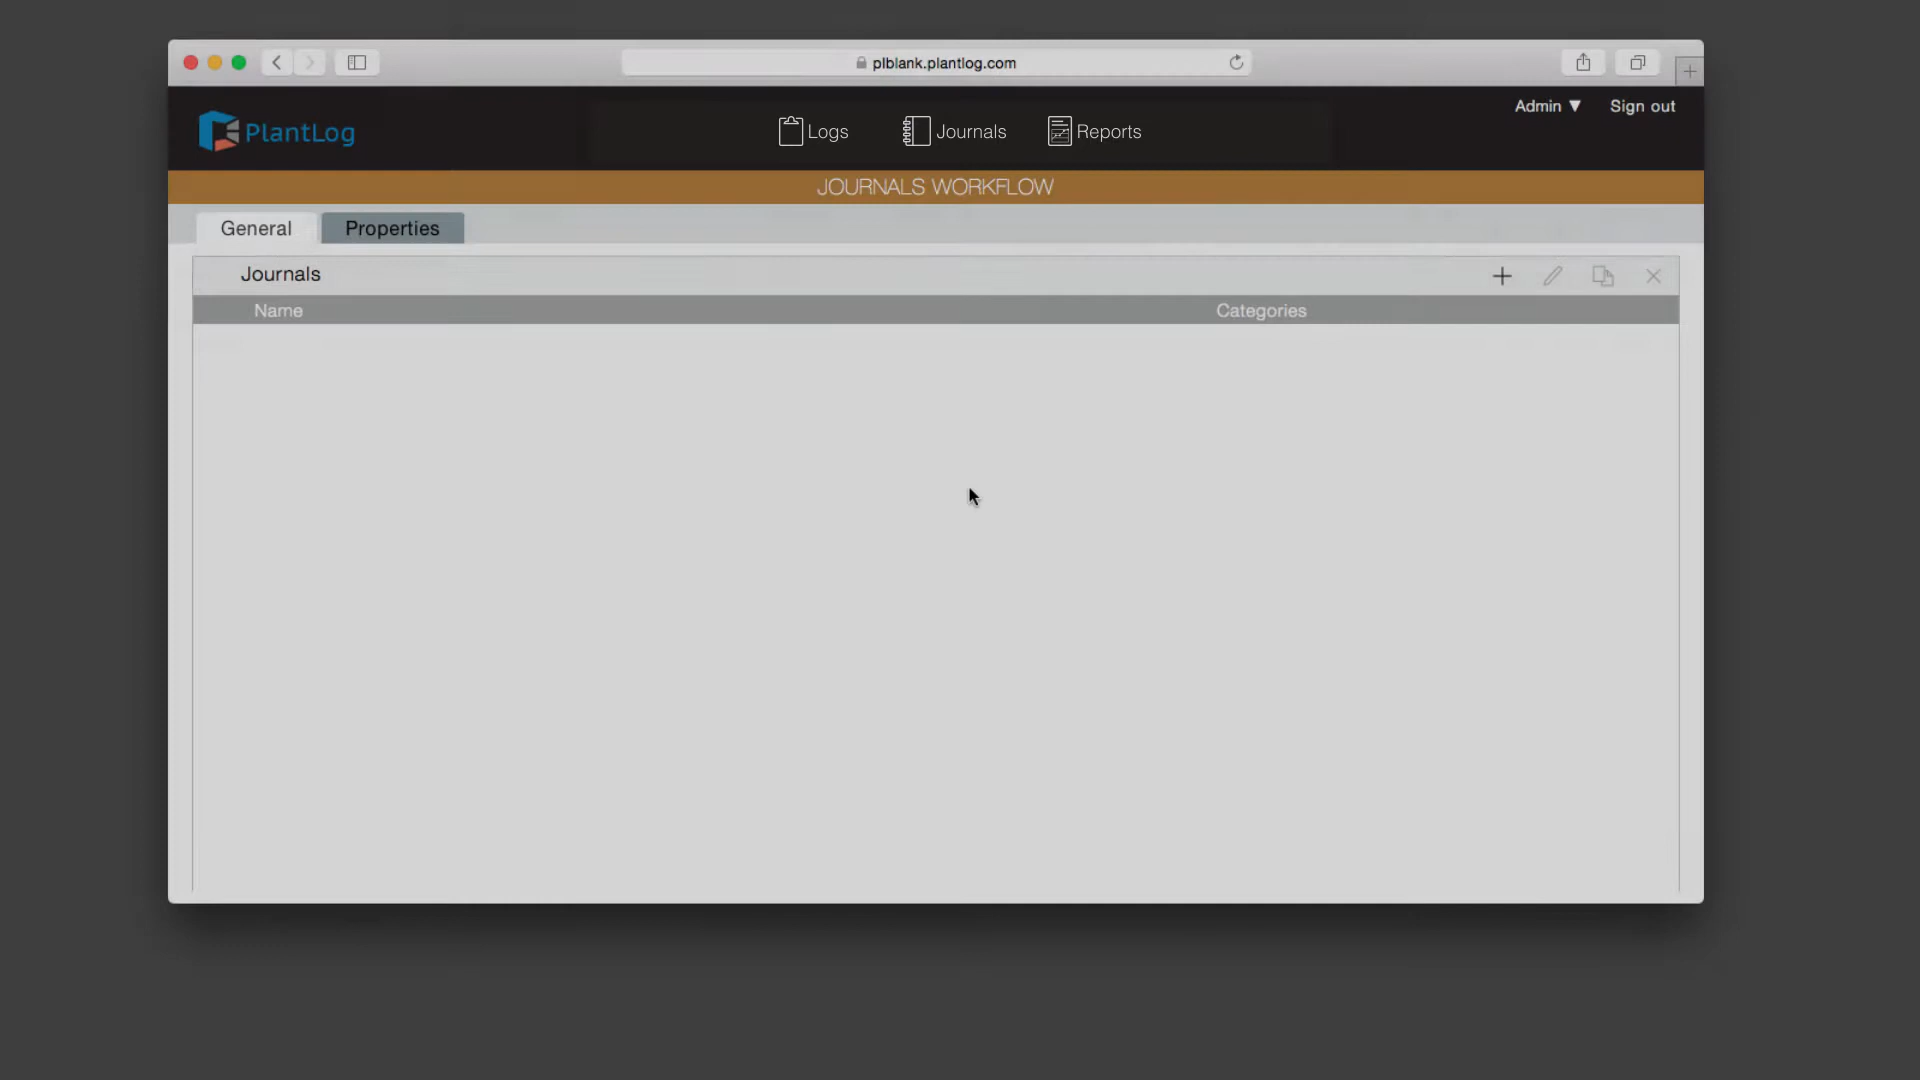 plblank.plantlog.com
Admin ▼ Sign out
PlantLog
Logs Journals Reports
JOURNALS WORKFLOW
General Properties
Journals
Name Categories